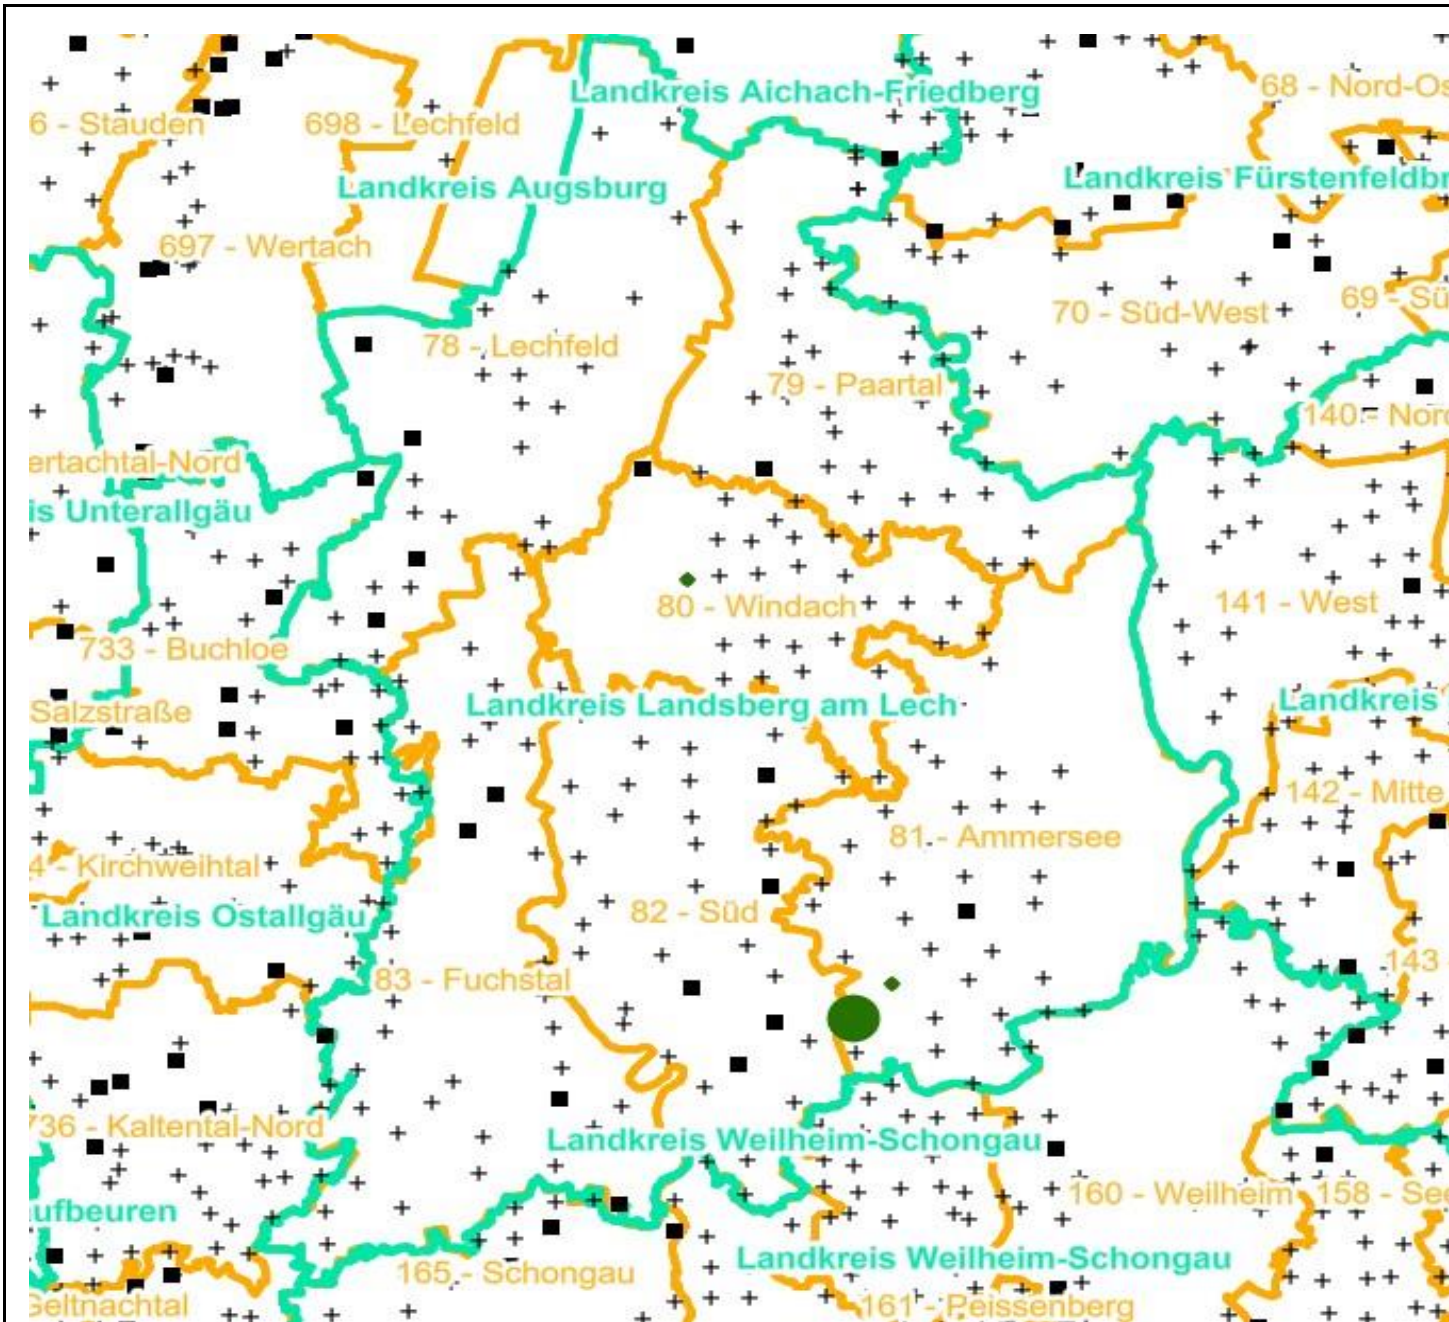 Landkreis Aichach-Friedberg
68 - Nord-Os
6 - Stauden
698 - Lechfeld
Landkreis Augsburg
Landkreis Fürstenfeldbr
697 - Wertach
70 - Süd-West
69 - Sü
78 - Lechfeld
79 - Paartal
140 - Nord
ertachtal-Nord
is Unterallgäu
80 - Windach
141 - West
733 - Buchloe
Landkreis Landsberg am Lech
Landkreis
Salzstraße
142 - Mitte
81 - Ammersee
4 - Kirchweihtal
Landkreis Ostallgäu
82 - Süd
83 - Fuchstal
143 -
736 - Kaltental-Nord
Landkreis Weilheim-Schongau
160 - Weilheim
158 - See
ufbeuren
Landkreis Weilheim-Schongau
165 - Schongau
Geltnachtal
161 - Peissenberg